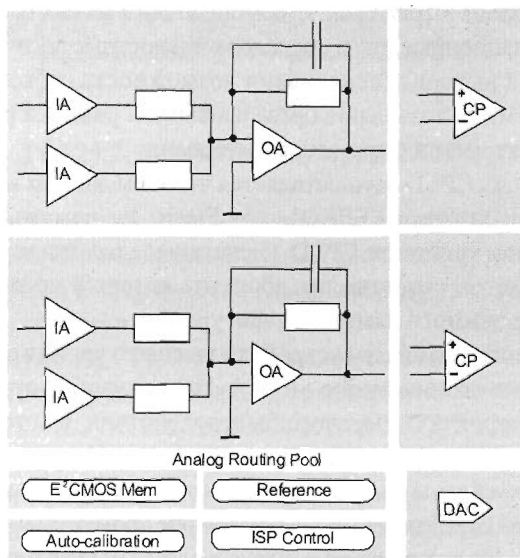 IA
IA
OA
+
−
CP
IA
IA
OA
+
−
CP
Analog Routing Pool
E²CMOS Mem
Reference
DAC
Auto-calibration
ISP Control